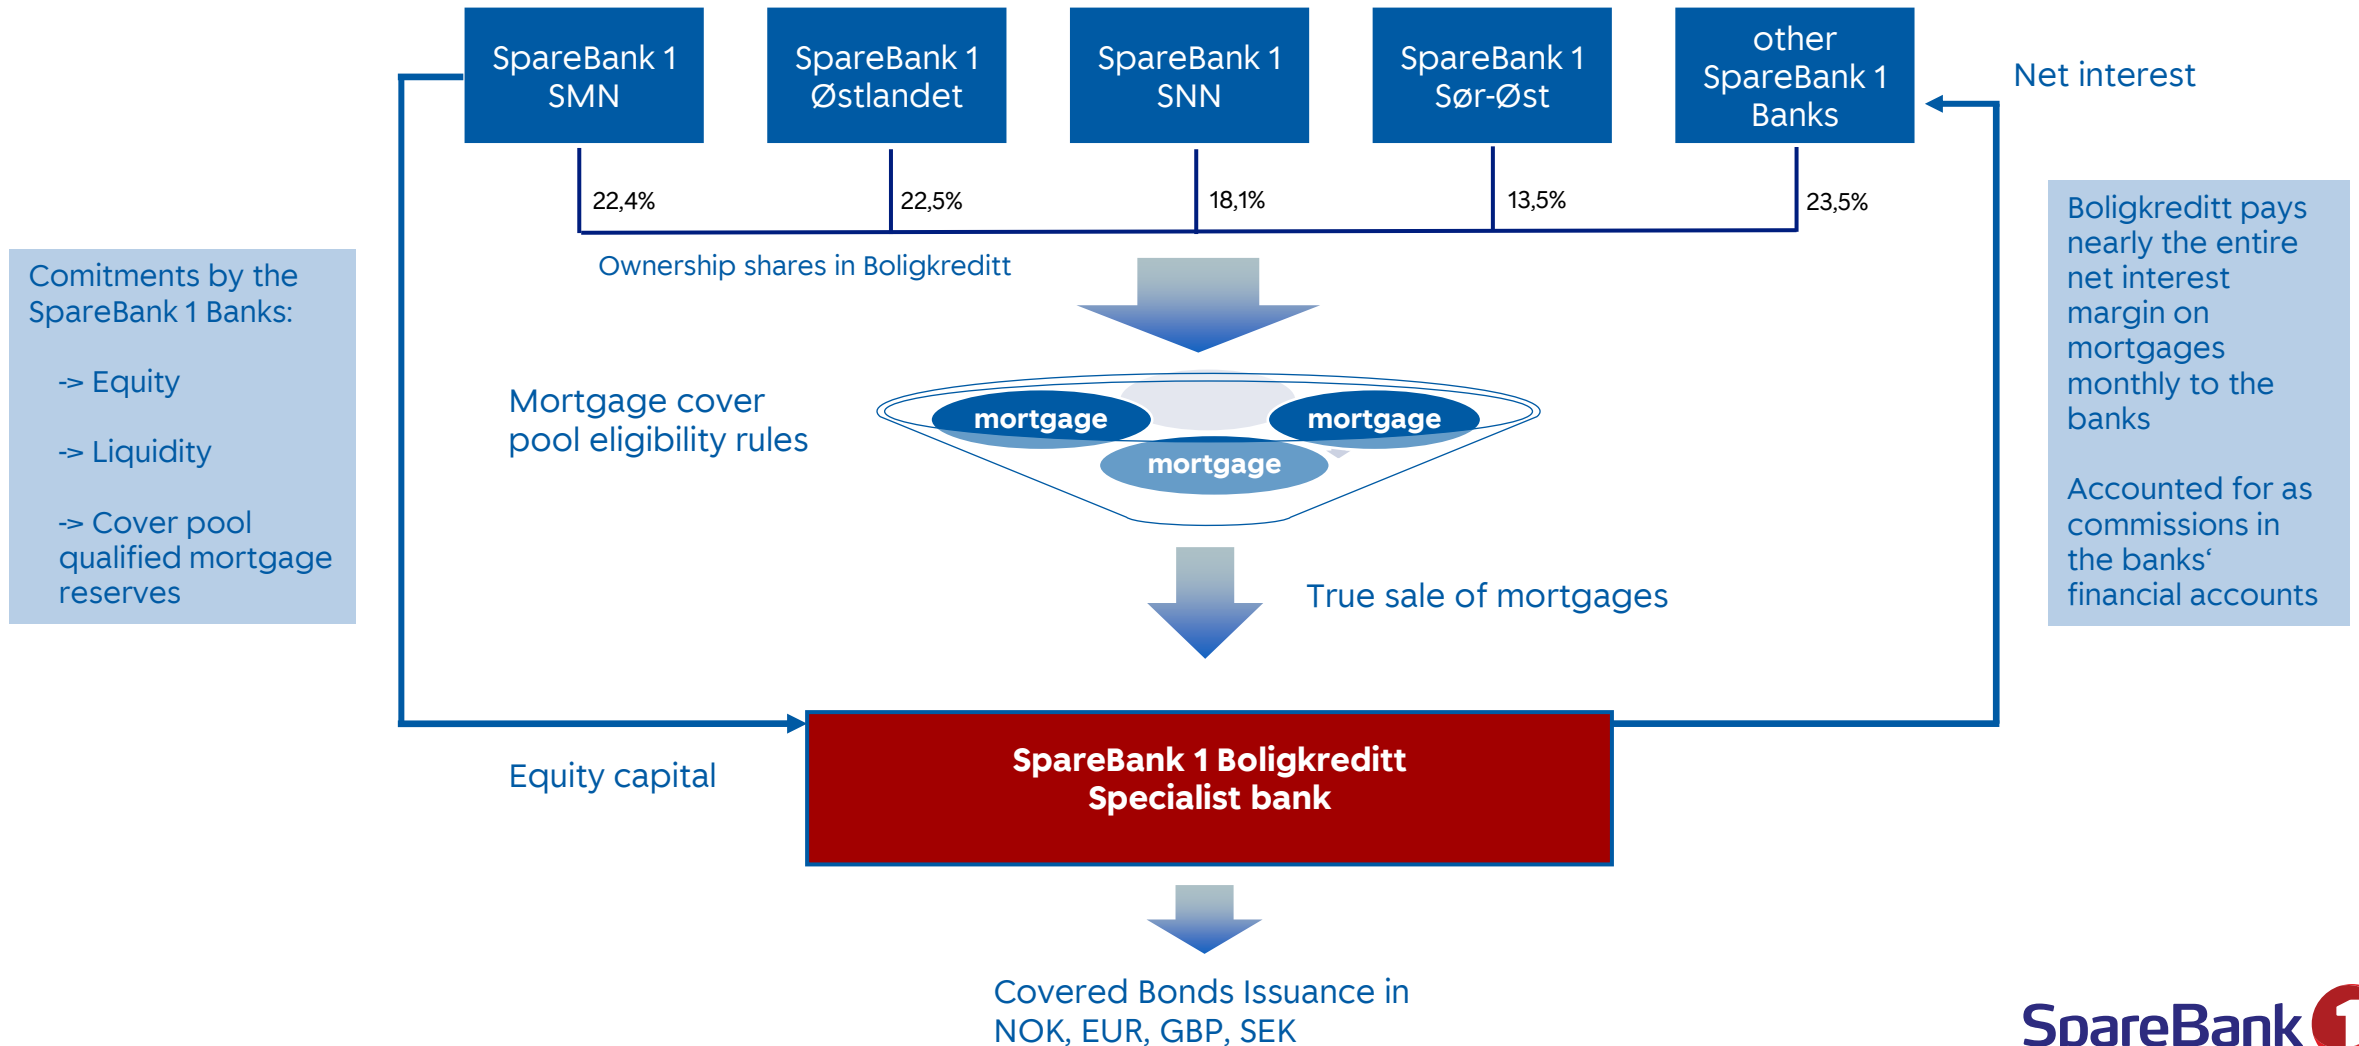 SpareBank 1
SMN
SpareBank 1
Østlandet
SpareBank 1
SNN
SpareBank 1
Sør-Øst
other
SpareBank 1
Banks
Net interest
22,4%
22,5%
18,1%
13,5%
23,5%
Ownership shares in Boligkreditt
Comitments by the
SpareBank 1 Banks:
-> Equity
-> Liquidity
-> Cover pool
qualified mortgage
reserves
Boligkreditt pays
nearly the entire
net interest
margin on
mortgages
monthly to the
banks
Accounted for as
commissions in
the banks‘
financial accounts
Mortgage cover
pool eligibility rules
mortgage
mortgage
mortgage
True sale of mortgages
Equity capital
SpareBank 1 Boligkreditt
Specialist bank
Covered Bonds Issuance in
NOK, EUR, GBP, SEK
SpareBank 1